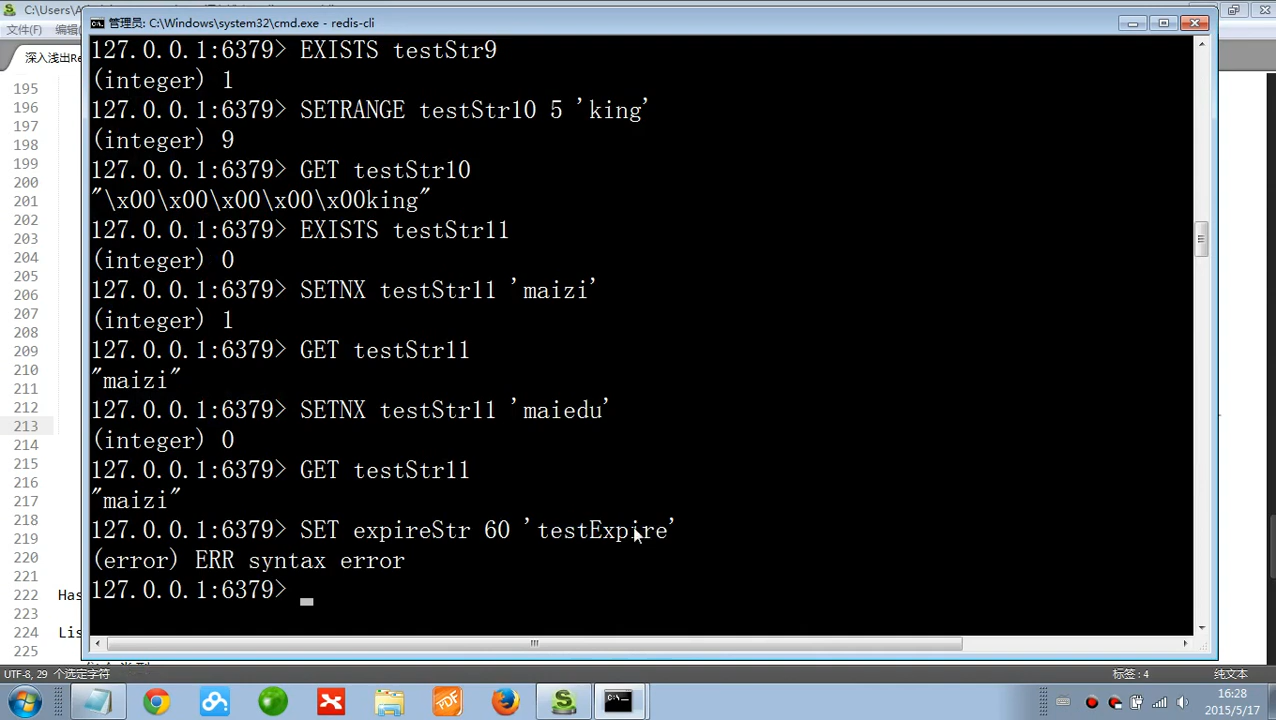 C:\Users\A
管理员: C:\Windows\system32\cmd.exe - redis-cli
文件(F) 编辑(
深入浅出Re
127.0.0.1:6379> EXISTS testStr9
(integer) 1
127.0.0.1:6379> SETRANGE testStr10 5 'king'
(integer) 9
127.0.0.1:6379> GET testStr10
"\x00\x00\x00\x00\x00king"
127.0.0.1:6379> EXISTS testStr11
(integer) 0
127.0.0.1:6379> SETNX testStr11 'maizi'
(integer) 1
127.0.0.1:6379> GET testStr11
"maizi"
127.0.0.1:6379> SETNX testStr11 'maiedu'
(integer) 0
127.0.0.1:6379> GET testStr11
"maizi"
127.0.0.1:6379> SET expireStr 60 'testExpire'
(error) ERR syntax error
127.0.0.1:6379>
195
196
197
198
199
200
201
202
203
204
205
206
207
208
209
210
211
212
213
214
215
216
217
218
219
220
221
222 Has
223
224 Lis
225
UTF-8, 29 个选定字符
标签: 4
纯文本
16:28
2015/5/17